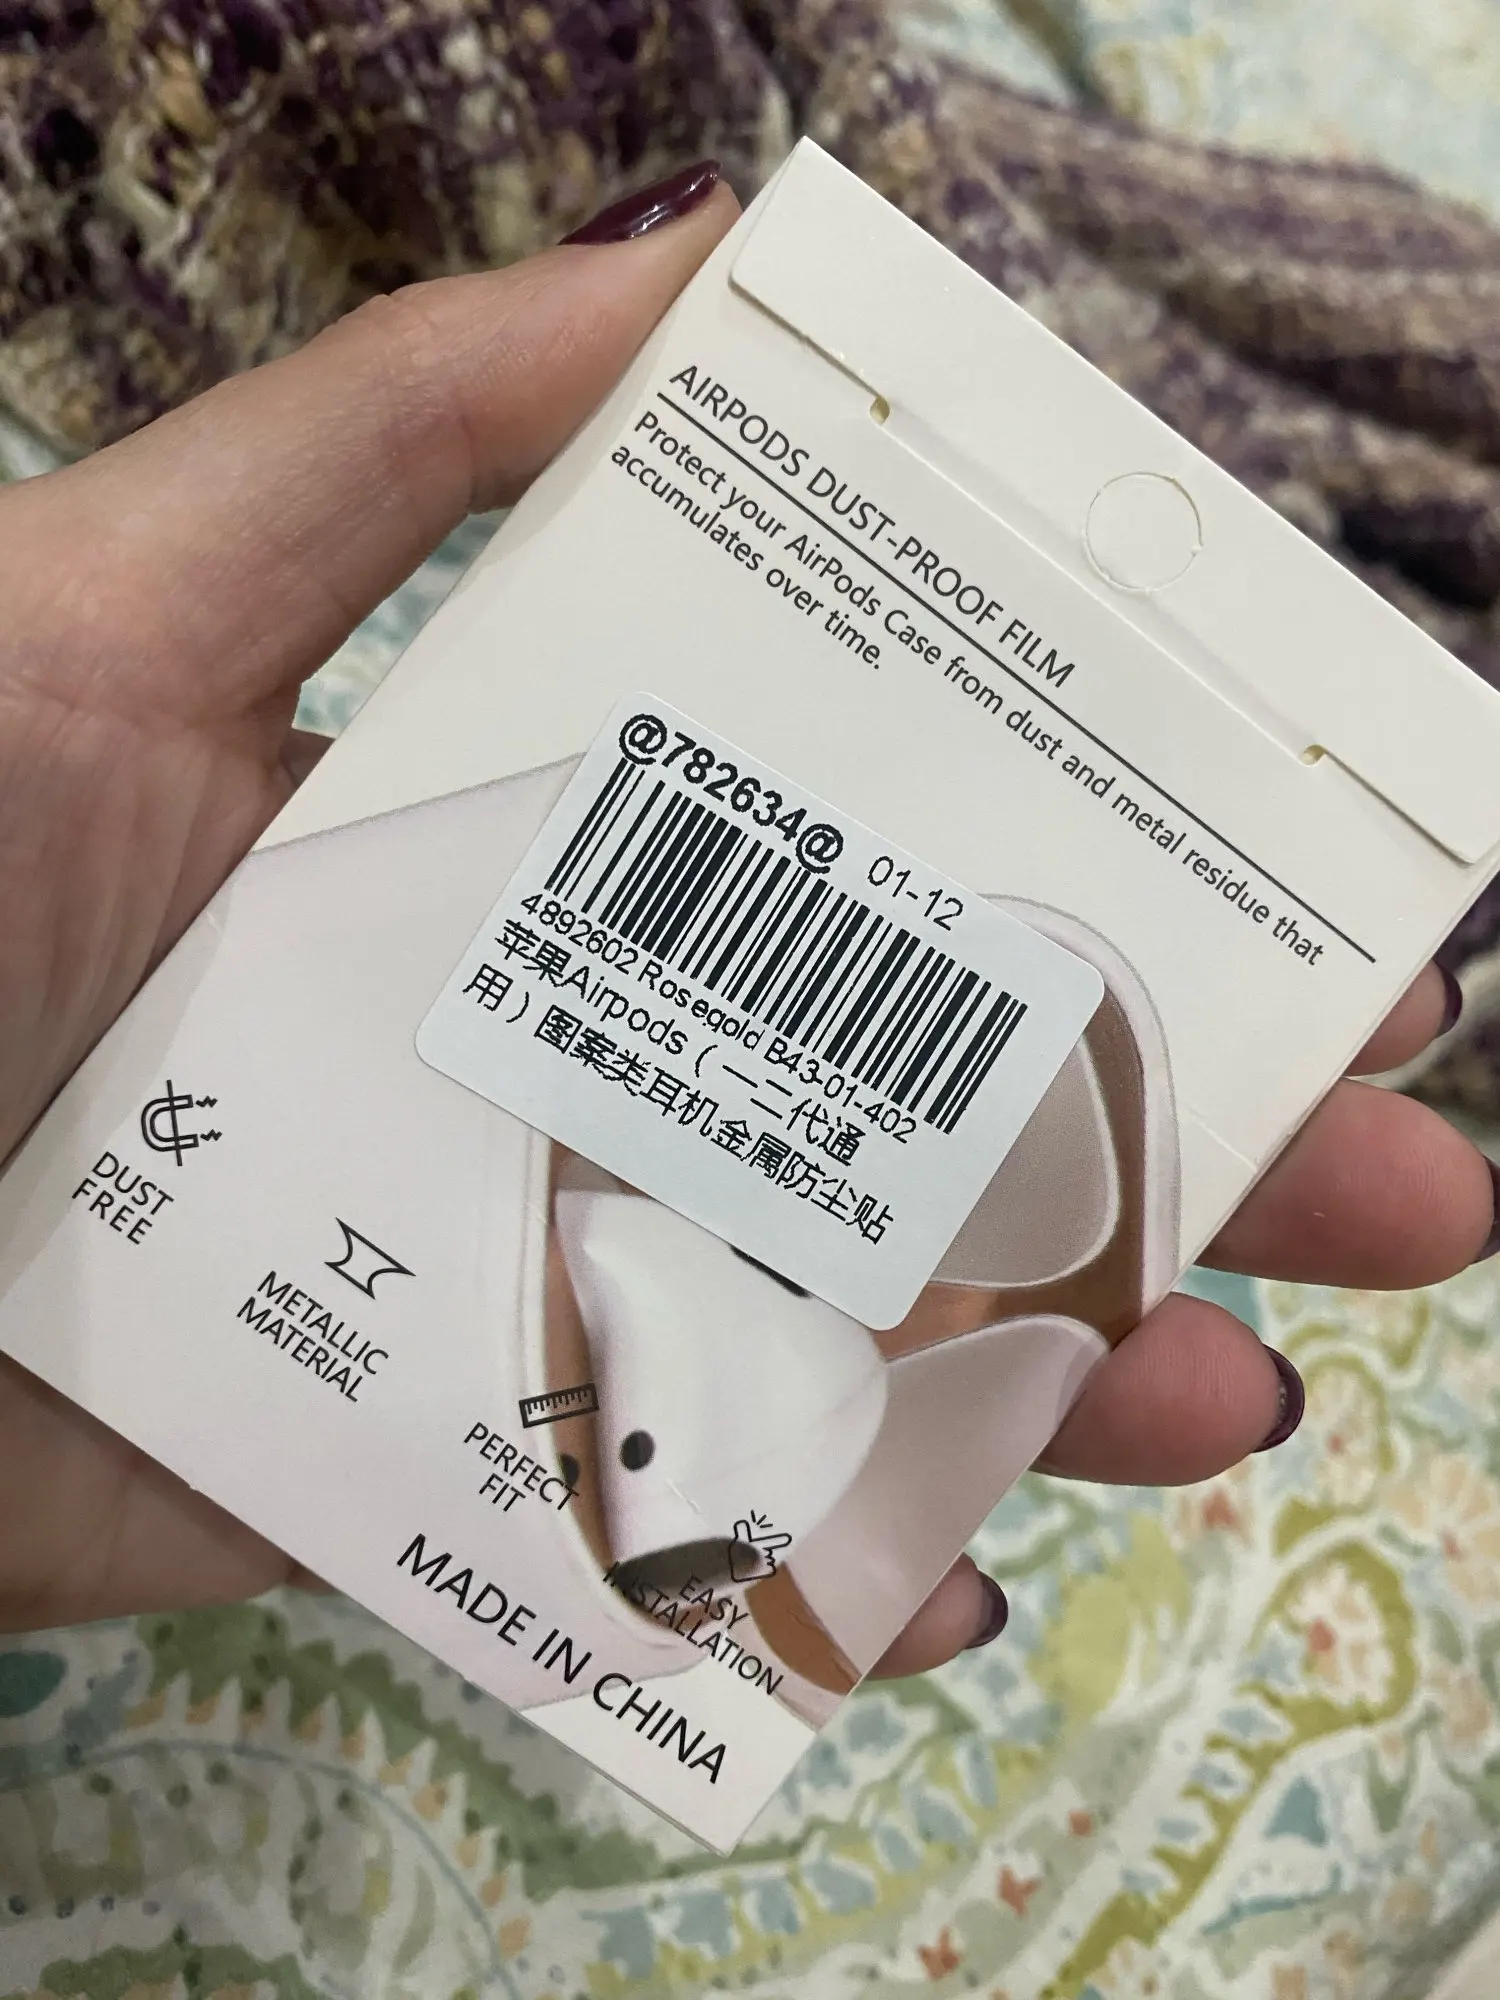 AIRPODS DUST-PROOF FILM
Protect your AirPods Case from dust and metal residue that
accumulates over time.
@782634@ 01-12
4892602 Rosegold B43-01-402
苹果Airpods（一二代通
用）图案类耳机金属防尘贴
DUST
FREE
METALLIC
MATERIAL
PERFECT
FIT
EASY
INSTALLATION
MADE IN CHINA